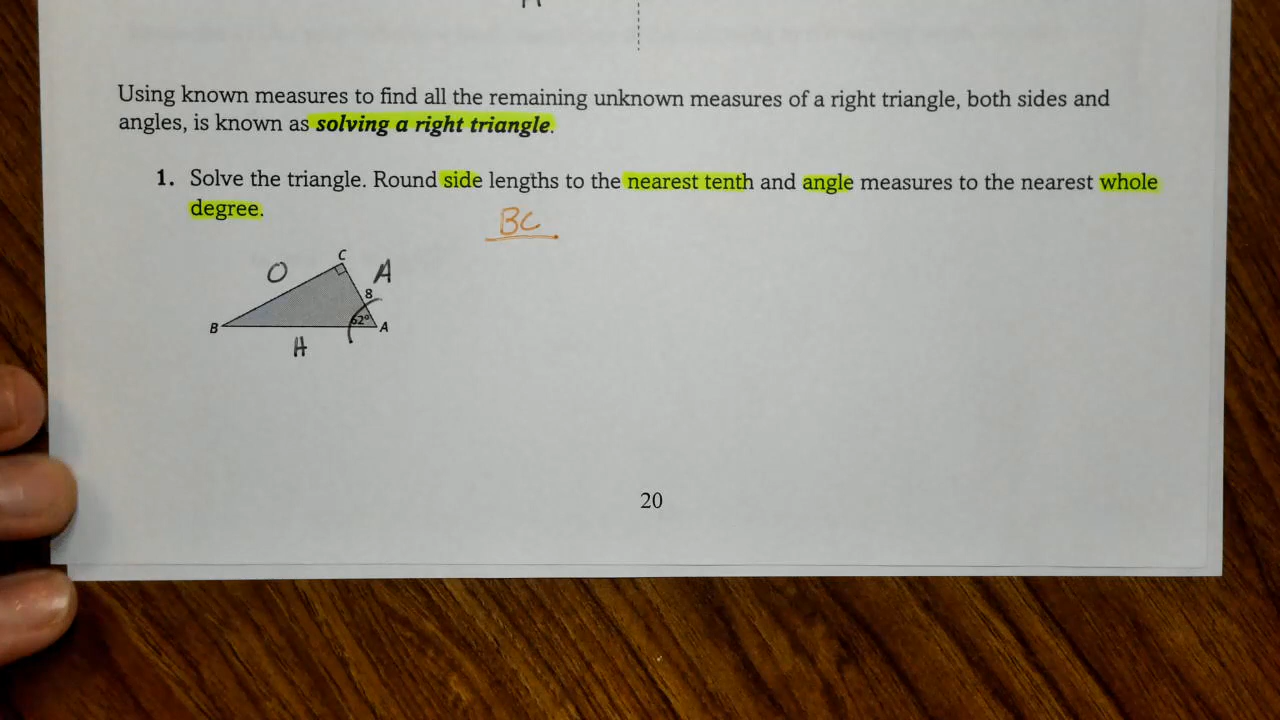 Using known measures to find all the remaining unknown measures of a right triangle, both sides and
angles, is known as solving a right triangle.
1. Solve the triangle. Round side lengths to the nearest tenth and angle measures to the nearest whole
degree.
BC
C
O
A
8
62°
B
A
H
20